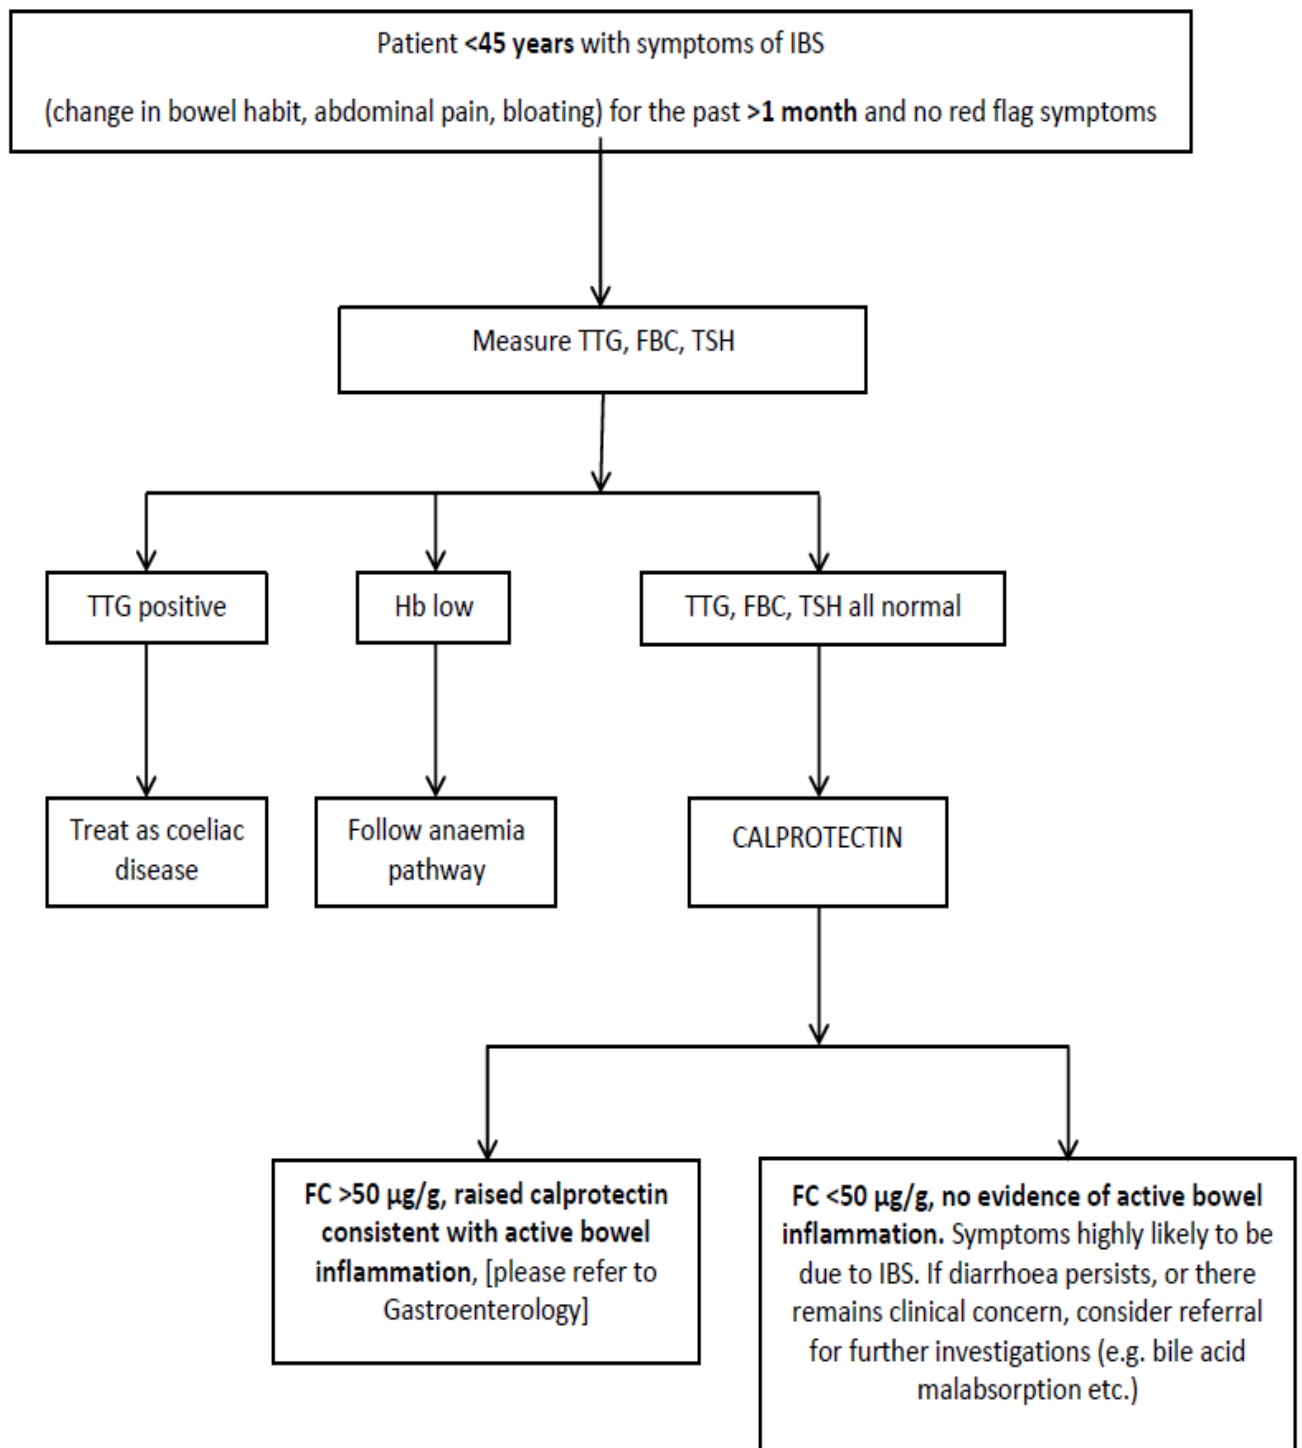 Patient <45 years with symptoms of IBS
(change in bowel habit, abdominal pain, bloating) for the past >1 month and no red flag symptoms
Measure TTG, FBC, TSH
TTG positive
Hb low
TTG, FBC, TSH all normal
Treat as coeliac
disease
Follow anaemia
pathway
CALPROTECTIN
FC >50 µg/g, raised calprotectin
consistent with active bowel
inflammation, [please refer to
Gastroenterology]
FC <50 µg/g, no evidence of active bowel
inflammation. Symptoms highly likely to be
due to IBS. If diarrhoea persists, or there
remains clinical concern, consider referral
for further investigations (e.g. bile acid
malabsorption etc.)